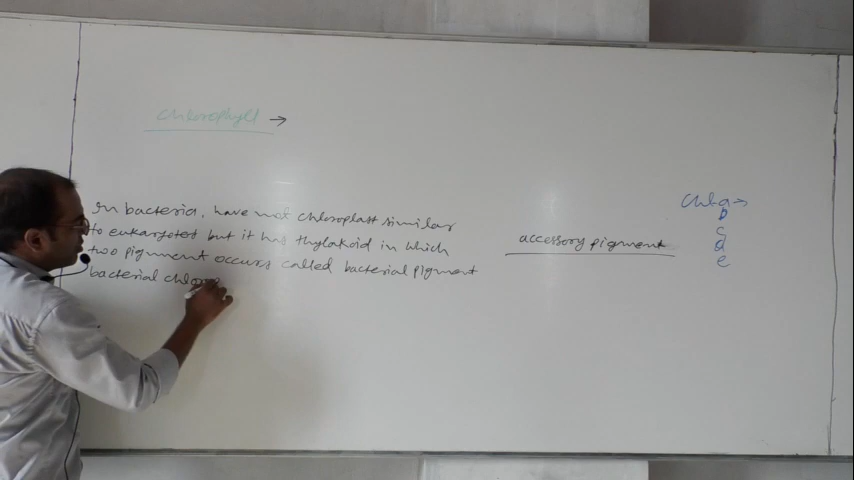 chlorophyll →
In bacteria, have not chloroplast similar
to eukaryotes but it has thylakoid in which
two pigment occurs called bacterial pigment
bacterial chloro
accessory pigment
chl a →
b
c
d
e